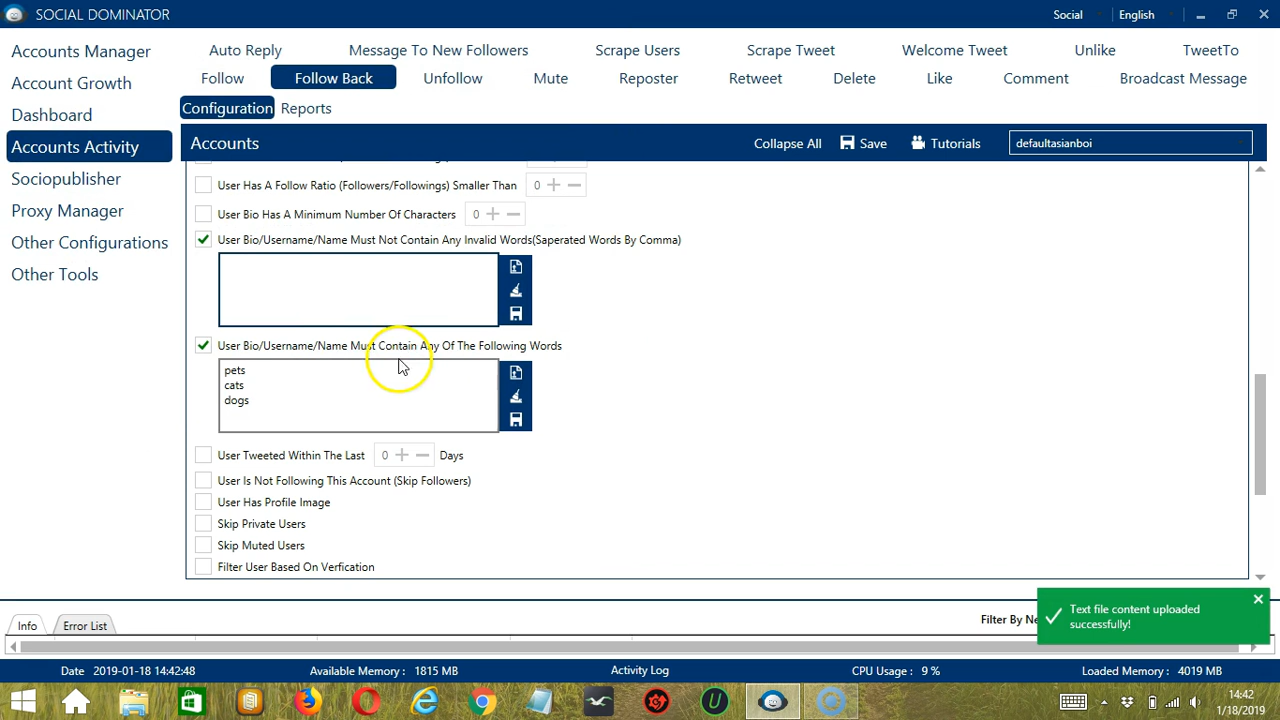 SOCIAL DOMINATOR
Social
English
Accounts Manager
Account Growth
Dashboard
Accounts Activity
Sociopublisher
Proxy Manager
Other Configurations
Other Tools
Auto Reply
Message To New Followers
Scrape Users
Scrape Tweet
Welcome Tweet
Unlike
TweetTo
Follow
Follow Back
Unfollow
Mute
Reposter
Retweet
Delete
Like
Comment
Broadcast Message
Configuration
Reports
Accounts
Collapse All
Save
Tutorials
defaultasianboi
User Has A Follow Ratio (Followers/Followings) Smaller Than
0
User Bio Has A Minimum Number Of Characters
0
User Bio/Username/Name Must Not Contain Any Invalid Words(Saperated Words By Comma)
User Bio/Username/Name Must Contain Any Of The Following Words
pets
cats
dogs
User Tweeted Within The Last
0
Days
User Is Not Following This Account (Skip Followers)
User Has Profile Image
Skip Private Users
Skip Muted Users
Filter User Based On Verfication
Text file content uploaded
successfully!
Info
Error List
Filter By
Date 2019-01-18 14:42:48
Available Memory : 1815 MB
Activity Log
CPU Usage : 9 %
Loaded Memory : 4019 MB
14:42
1/18/2019